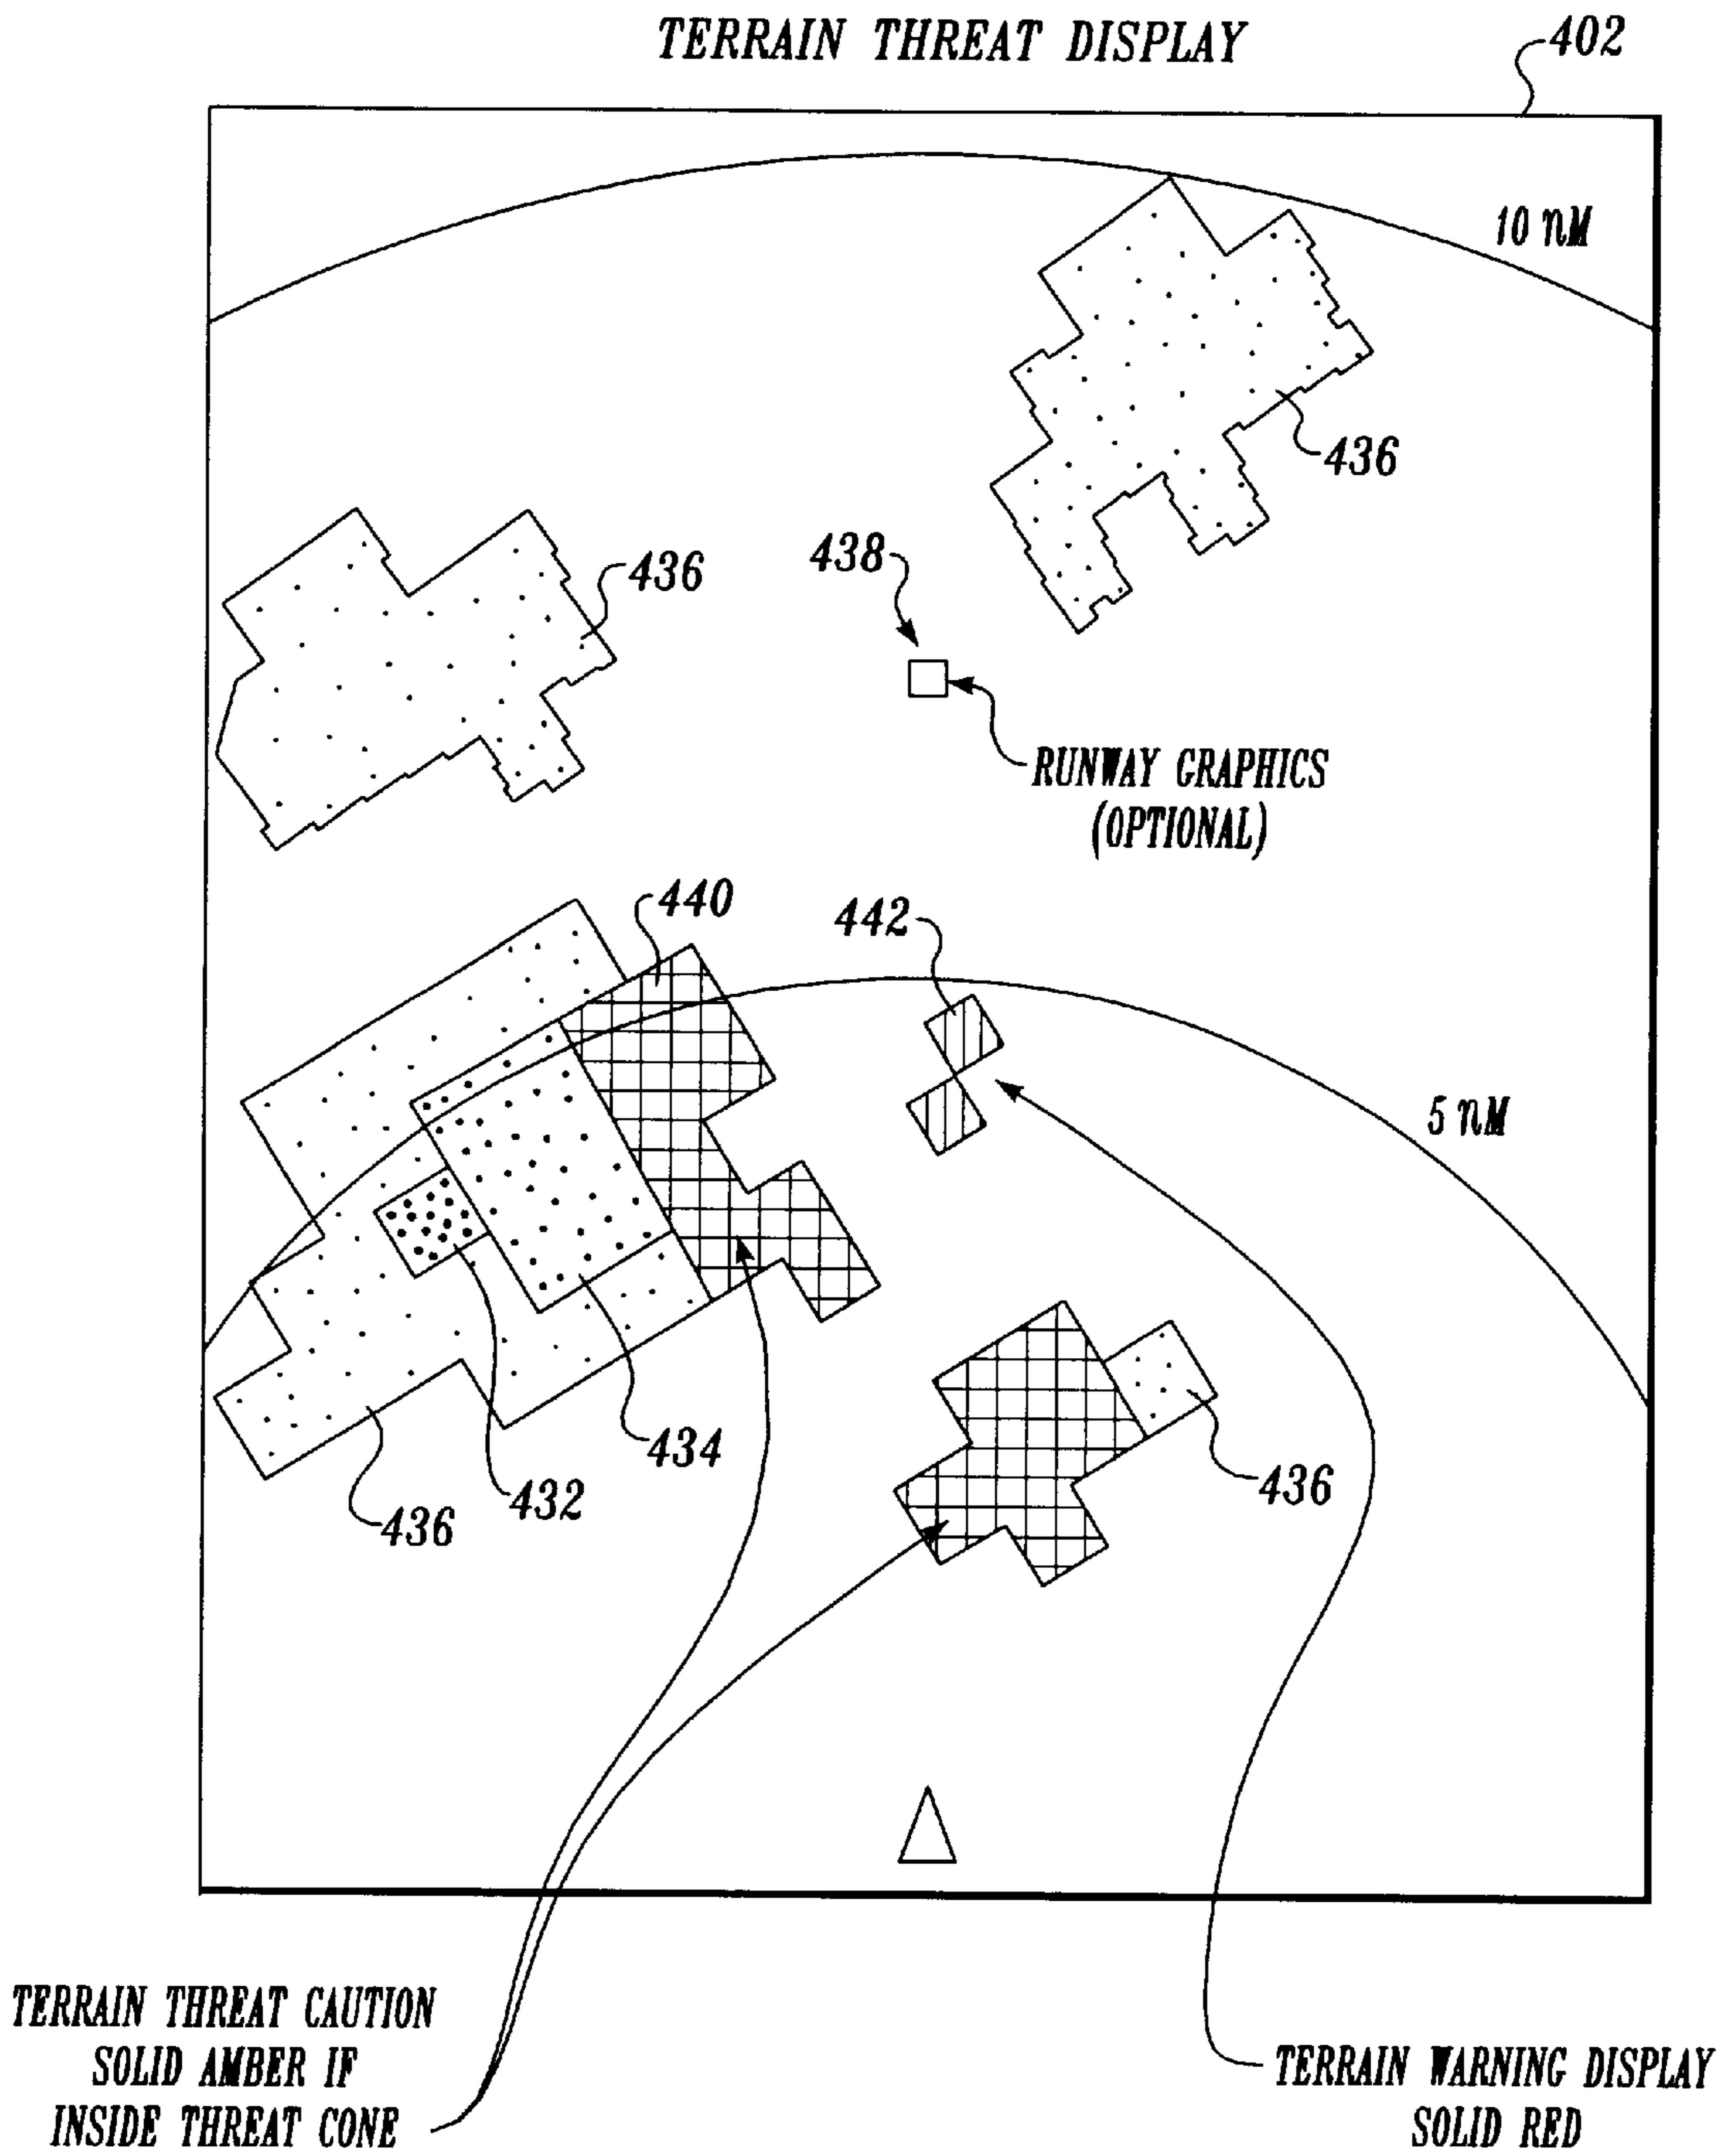 TERRAIN THREAT DISPLAY
402
10 nM
436
438
436
RUNWAY GRAPHICS
(OPTIONAL)
440
442
5 nM
434
436
432
436
TERRAIN THREAT CAUTION
SOLID AMBER IF
INSIDE THREAT CONE
TERRAIN WARNING DISPLAY
SOLID RED